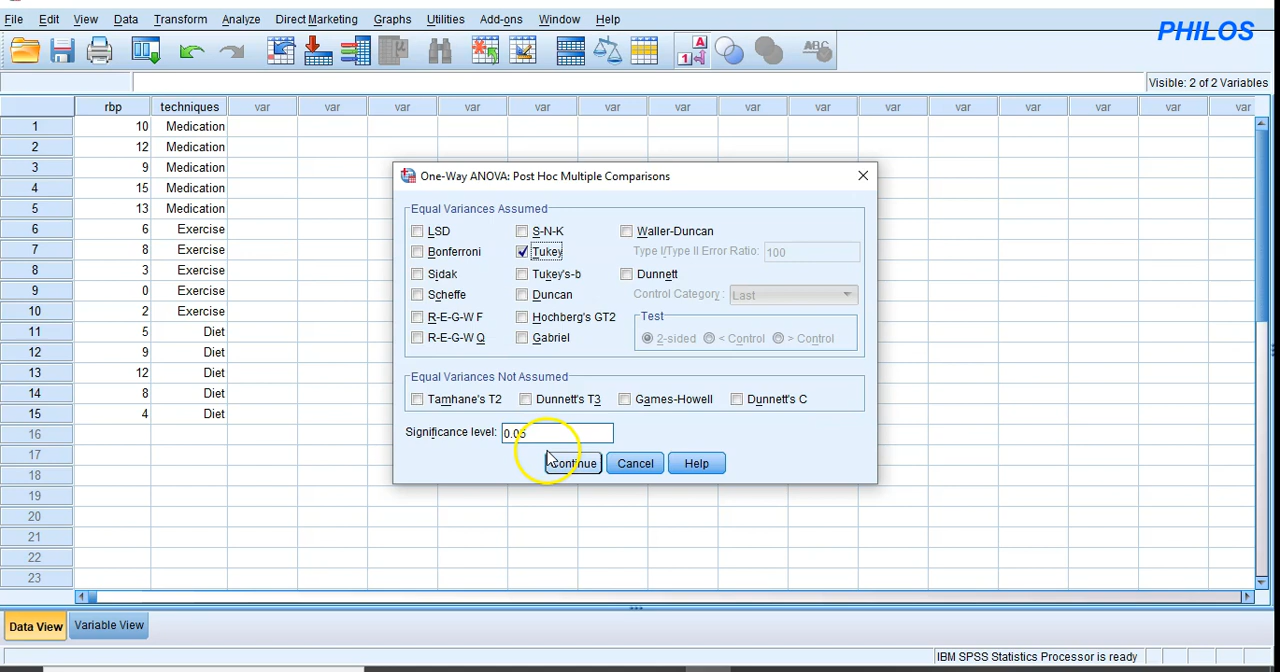 File Edit View Data Transform Analyze Direct Marketing Graphs Utilities Add-ons Window Help
PHILOS
Visible: 2 of 2 Variables
rbp techniques var var var var var var var var var var var var var var var
1 10 Medication
2 12 Medication
3 9 Medication
4 15 Medication
5 13 Medication
6 6 Exercise
7 8 Exercise
8 3 Exercise
9 0 Exercise
10 2 Exercise
11 5 Diet
12 9 Diet
13 12 Diet
14 8 Diet
15 4 Diet
16
17
18
19
20
21
22
23
One-Way ANOVA: Post Hoc Multiple Comparisons
Equal Variances Assumed
LSD S-N-K Waller-Duncan
Bonferroni Tukey Type I/Type II Error Ratio: 100
Sidak Tukey's-b Dunnett
Scheffe Duncan Control Category: Last
R-E-G-W F Hochberg's GT2 Test
R-E-G-W Q Gabriel 2-sided < Control > Control
Equal Variances Not Assumed
Tamhane's T2 Dunnett's T3 Games-Howell Dunnett's C
Significance level: 0.05
Continue Cancel Help
Data View Variable View
IBM SPSS Statistics Processor is ready